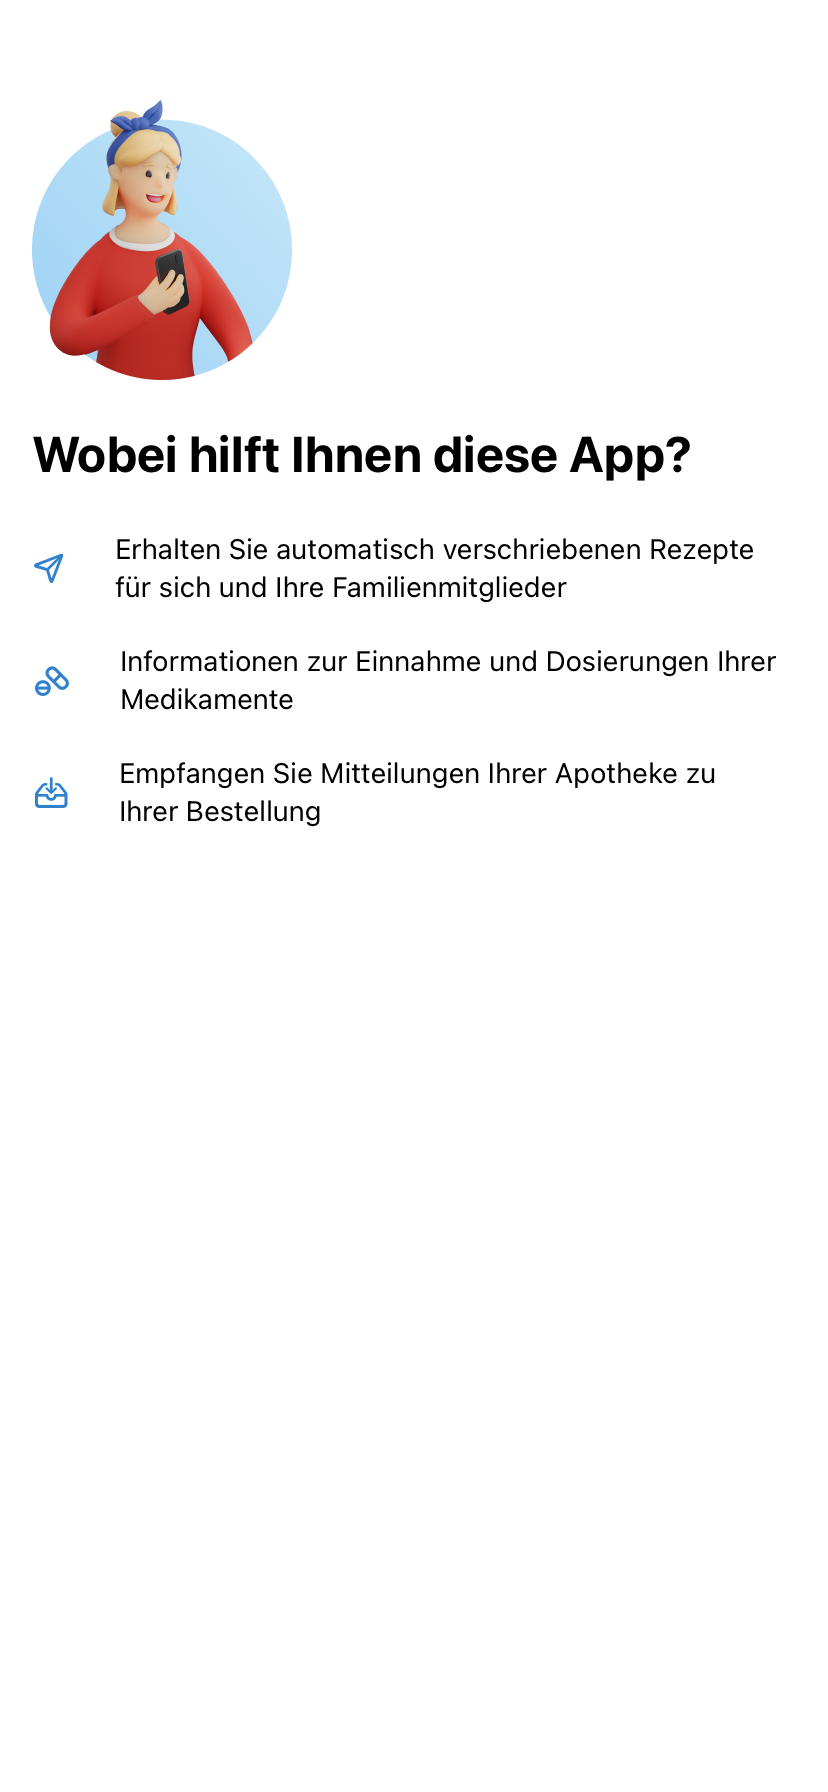 Wobei hilft Ihnen diese App?
Erhalten Sie automatisch verschriebenen Rezepte
für sich und Ihre Familienmitglieder
Informationen zur Einnahme und Dosierungen Ihrer
Medikamente
Empfangen Sie Mitteilungen Ihrer Apotheke zu
Ihrer Bestellung